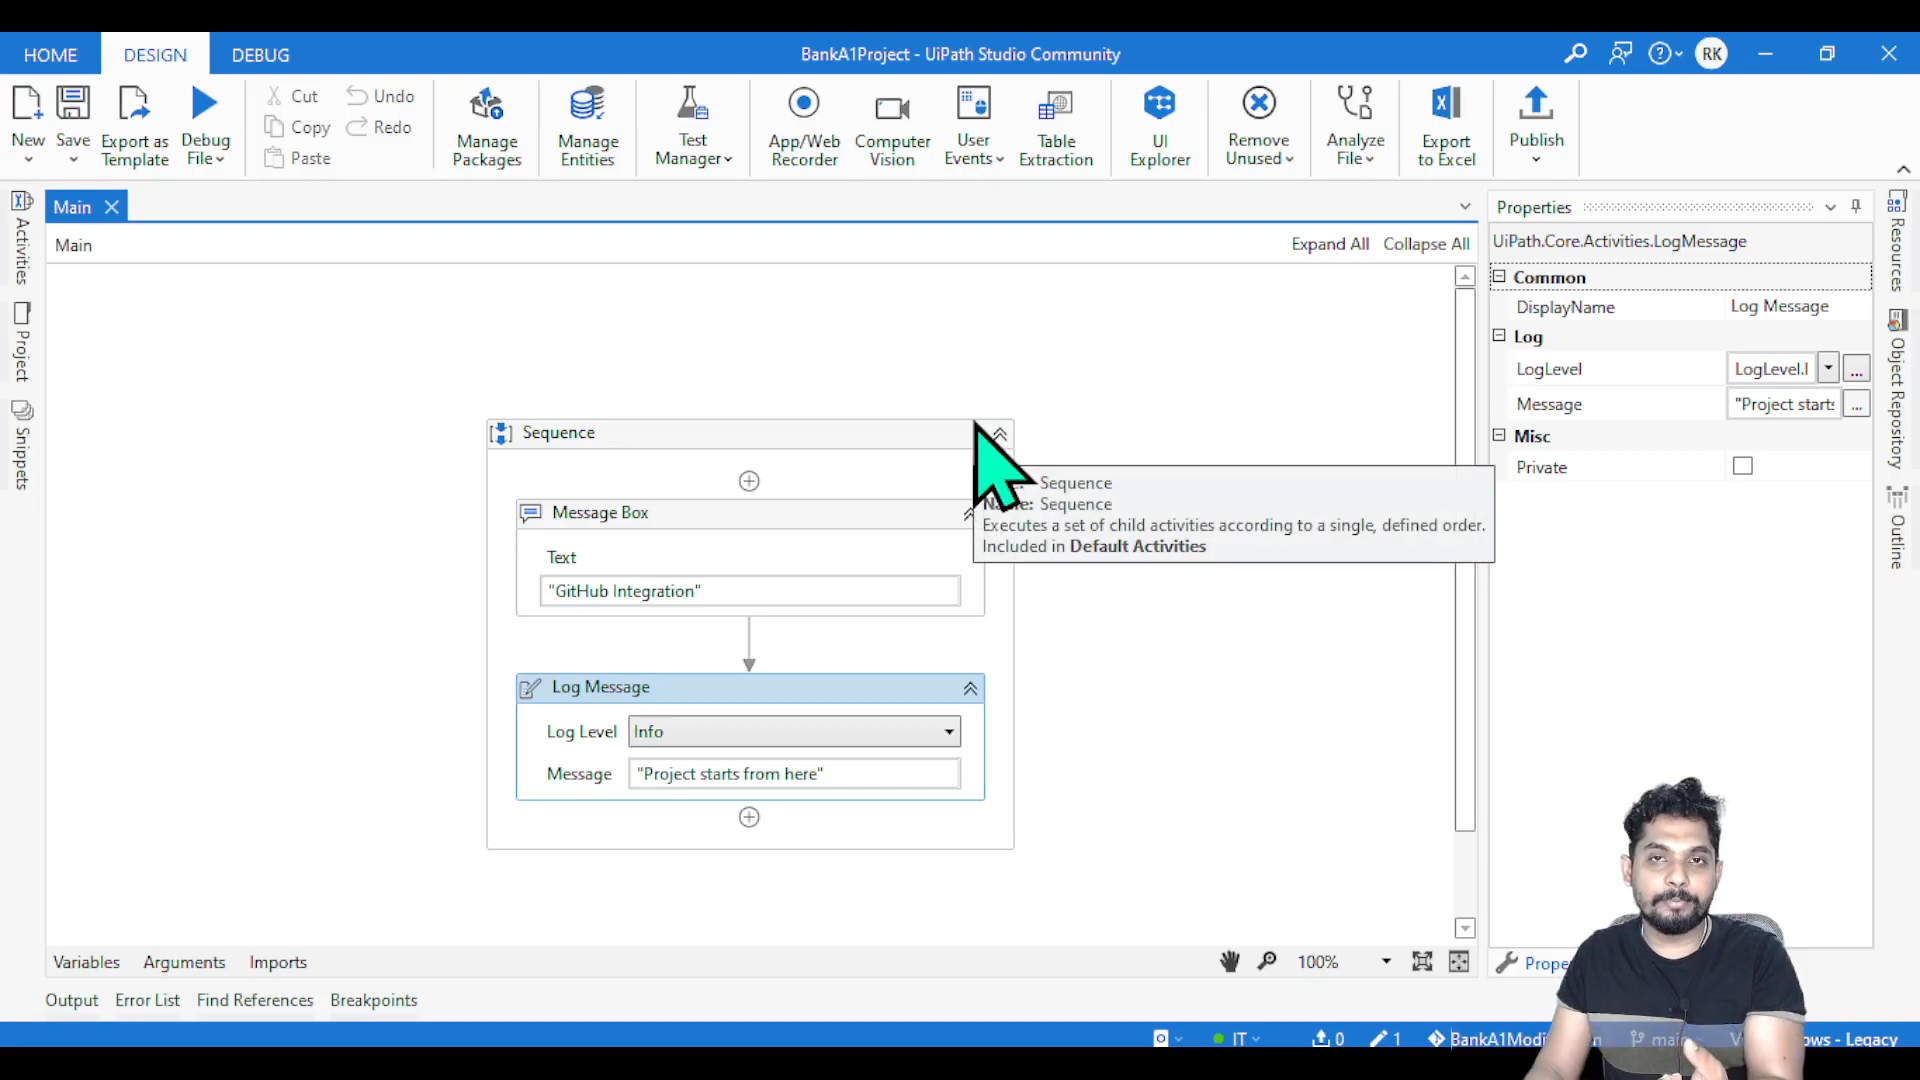 HOME DESIGN DEBUG BankA1Project - UiPath Studio Community RK
New Save Export as Template Debug File Cut Copy Paste Undo Redo Manage Packages Manage Entities Test Manager App/Web Recorder Computer Vision User Events Table Extraction UI Explorer Remove Unused Analyze File Export to Excel Publish
Main
Main Expand All Collapse All
Activities
Project
Snippets
Sequence
Sequence
Name: Sequence
Executes a set of child activities according to a single, defined order.
Included in Default Activities
Message Box
Text
"GitHub Integration"
Log Message
Log Level Info
Message "Project starts from here"
Properties
UiPath.Core.Activities.LogMessage
Common
DisplayName Log Message
Log
LogLevel LogLevel.I ...
Message "Project starts ...
Misc
Private
Resources
Object Repository
Outline
Variables Arguments Imports 100%
Output Error List Find References Breakpoints
IT 0 1 main Legacy